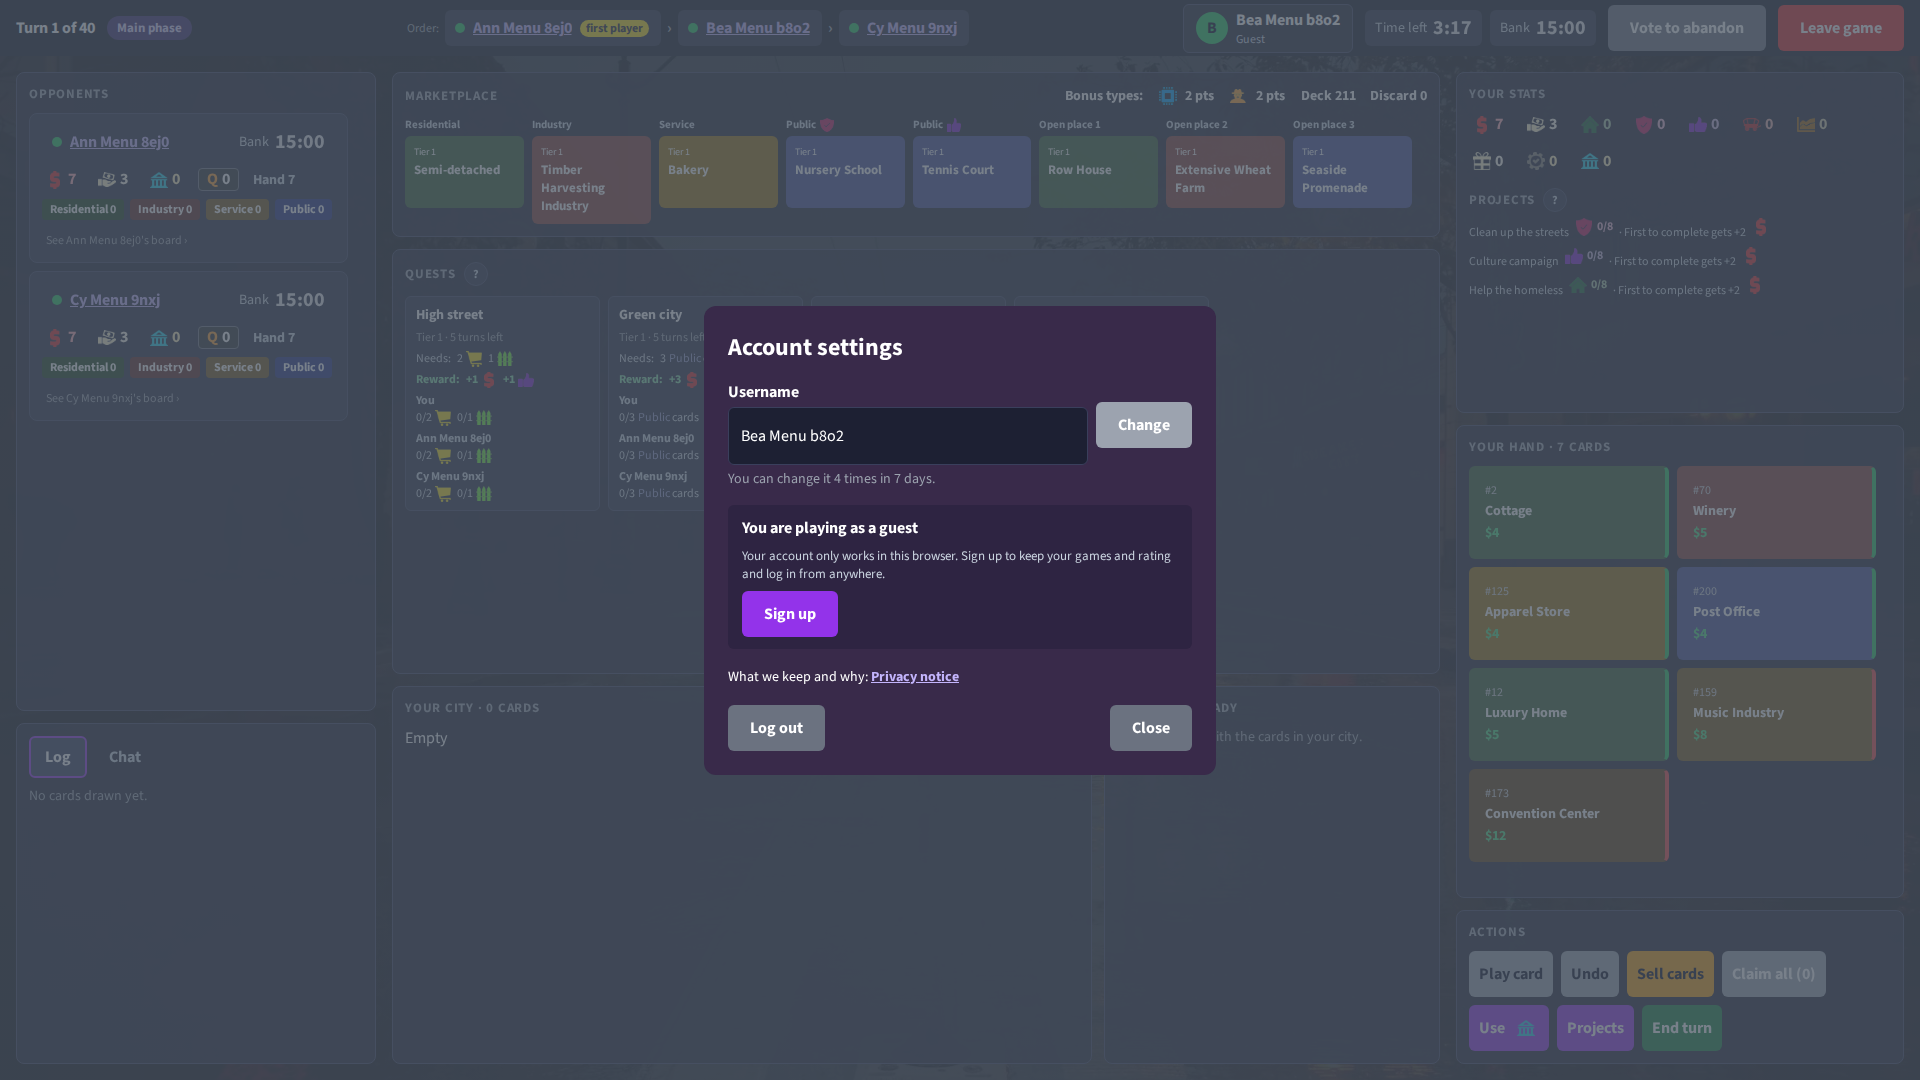 Turn 1 of 40 Main phase
Order: Ann Menu 8ej0 first player › Bea Menu b8o2 › Cy Menu 9nxj
B Bea Menu b8o2 Guest
Time left 3:17 Bank 15:00 Vote to abandon Leave game
OPPONENTS
Ann Menu 8ej0 Bank 15:00
7 3 0 Q 0 Hand 7
Residential 0 Industry 0 Service 0 Public 0
See Ann Menu 8ej0's board ›
Cy Menu 9nxj Bank 15:00
7 3 0 Q 0 Hand 7
Residential 0 Industry 0 Service 0 Public 0
See Cy Menu 9nxj's board ›
Log Chat
No cards drawn yet.
MARKETPLACE Bonus types: 2 pts 2 pts Deck 211 Discard 0
Residential Industry Service Public Public Open place 1 Open place 2 Open place 3
Tier 1
Semi-detached
Tier 1
Timber
Harvesting
Industry
Tier 1
Bakery
Tier 1
Nursery School
Tier 1
Tennis Court
Tier 1
Row House
Tier 1
Extensive Wheat
Farm
Tier 1
Seaside
Promenade
QUESTS ?
High street
Tier 1 · 5 turns left
Needs: 2 1
Reward: +1 +1
You
0/2 0/1
Ann Menu 8ej0
0/2 0/1
Cy Menu 9nxj
0/2 0/1
Green city
Tier 1 · 5 turns left
Needs: 3 Public
Reward: +3
You
0/3 Public cards
Ann Menu 8ej0
0/3 Public cards
Cy Menu 9nxj
0/3 Public cards
YOUR CITY · 0 CARDS
Empty
ith the cards in your city.
Account settings
Username
Bea Menu b8o2 Change
You can change it 4 times in 7 days.
You are playing as a guest
Your account only works in this browser. Sign up to keep your games and rating
and log in from anywhere.
Sign up
What we keep and why: Privacy notice
Log out Close
YOUR STATS
7 3 0 0 0 0 0
0 0 0
PROJECTS ?
Clean up the streets 0/8 · First to complete gets +2
Culture campaign 0/8 · First to complete gets +2
Help the homeless 0/8 · First to complete gets +2
YOUR HAND · 7 CARDS
#2
Cottage
$4
#70
Winery
$5
#125
Apparel Store
$4
#200
Post Office
$4
#12
Luxury Home
$5
#159
Music Industry
$8
#173
Convention Center
$12
ACTIONS
Play card Undo Sell cards Claim all (0)
Use Projects End turn